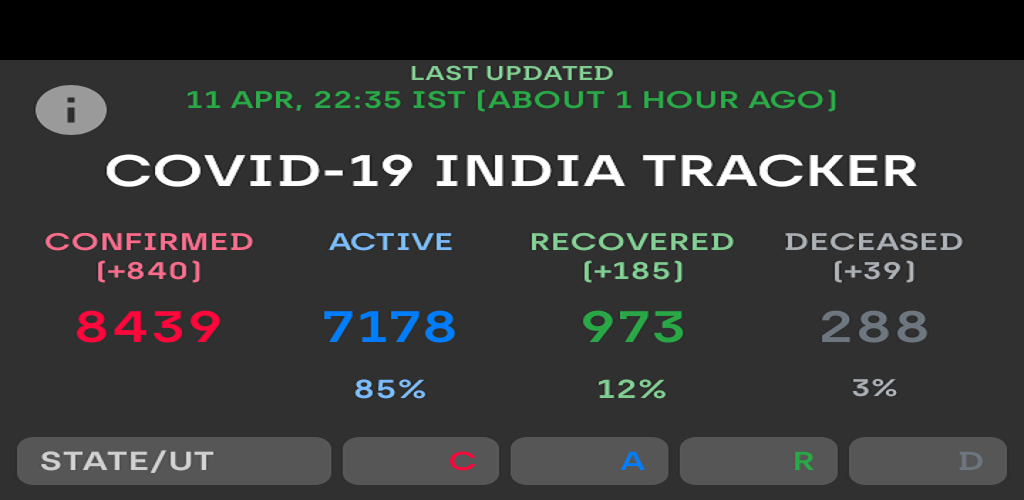 LAST UPDATED
i
11 APR, 22:35 IST (ABOUT 1 HOUR AGO)
COVID-19 INDIA TRACKER
CONFIRMED ACTIVE RECOVERED DECEASED
(+840) (+185) (+39)
8439 7178 973 288
85% 12% 3%
STATE/UT C A R D